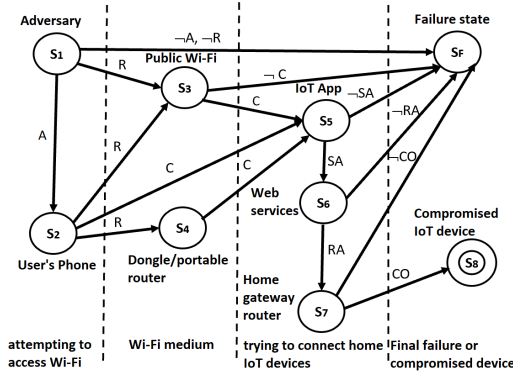 Adversary
Failure state
S1
¬A, ¬R
SF
R
Public Wi-Fi
S3
¬ C
IoT App
C
¬SA
S5
¬RA
A
R
C
C
SA
¬CO
Web
services
S6
S2
R
S4
Compromised
IoT device
User's Phone
Dongle/portable
router
RA
S8
Home
gateway
router
CO
S7
attempting to
access Wi-Fi
Wi-Fi medium
trying to connect home
IoT devices
Final failure or
compromised device